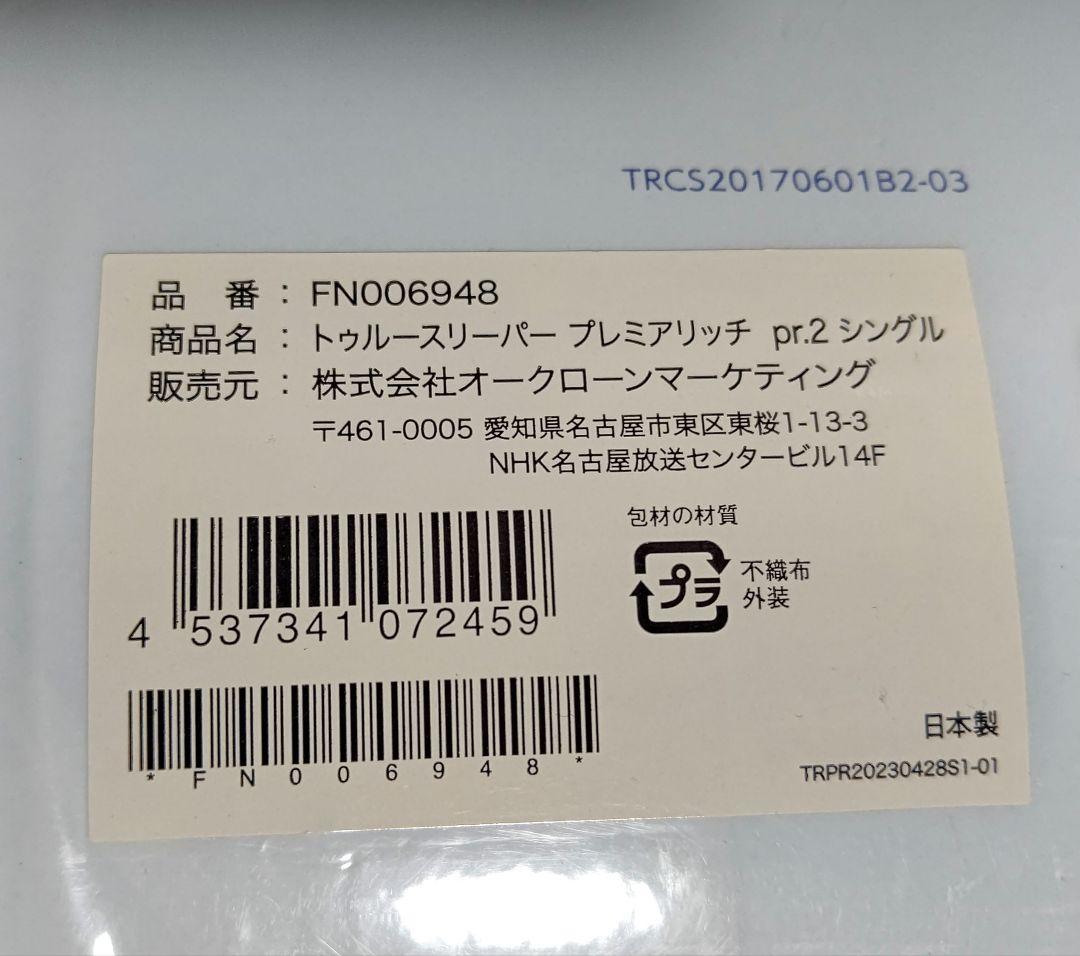 TRCS20170601B2-03
品　番 : FN006948
商品名 : トゥルースリーパー プレミアリッチ pr.2 シングル
販売元 : 株式会社オークローンマーケティング
〒461-0005 愛知県名古屋市東区東桜1-13-3
NHK名古屋放送センタービル14F
包材の材質
プラ
不織布
外装
4 537341 072459
*FN006948*
日本製
TRPR20230428S1-01